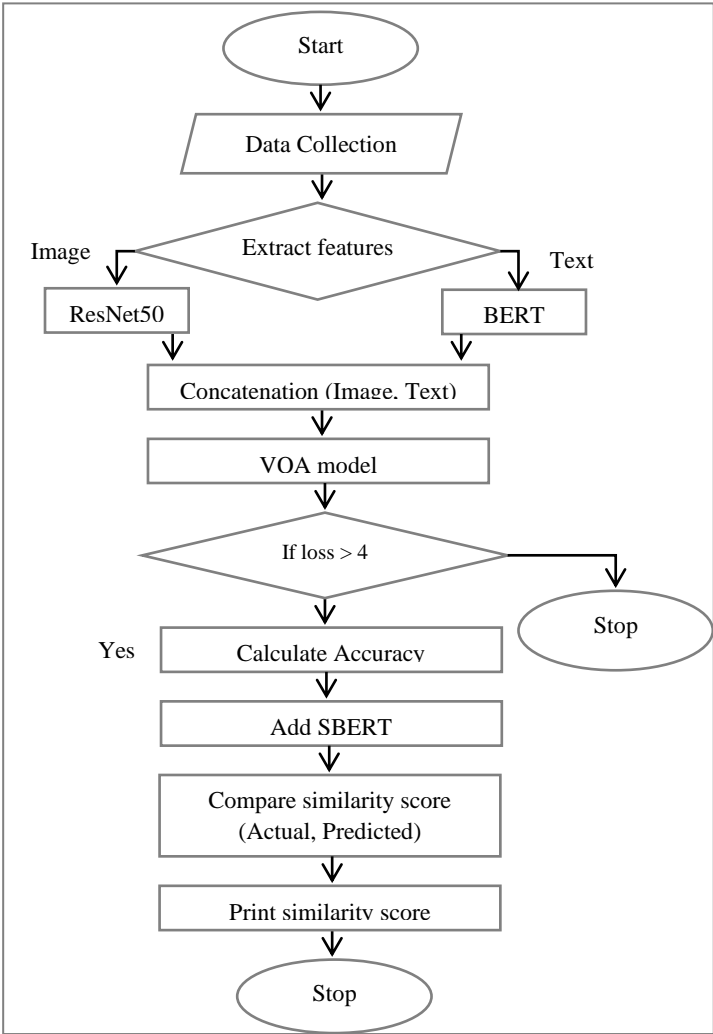 Start
Data Collection
Extract features
Image
Text
ResNet50
BERT
Concatenation (Image, Text)
VOA model
If loss > 4
Stop
Yes
Calculate Accuracy
Add SBERT
Compare similarity score
(Actual, Predicted)
Print similarity score
Stop